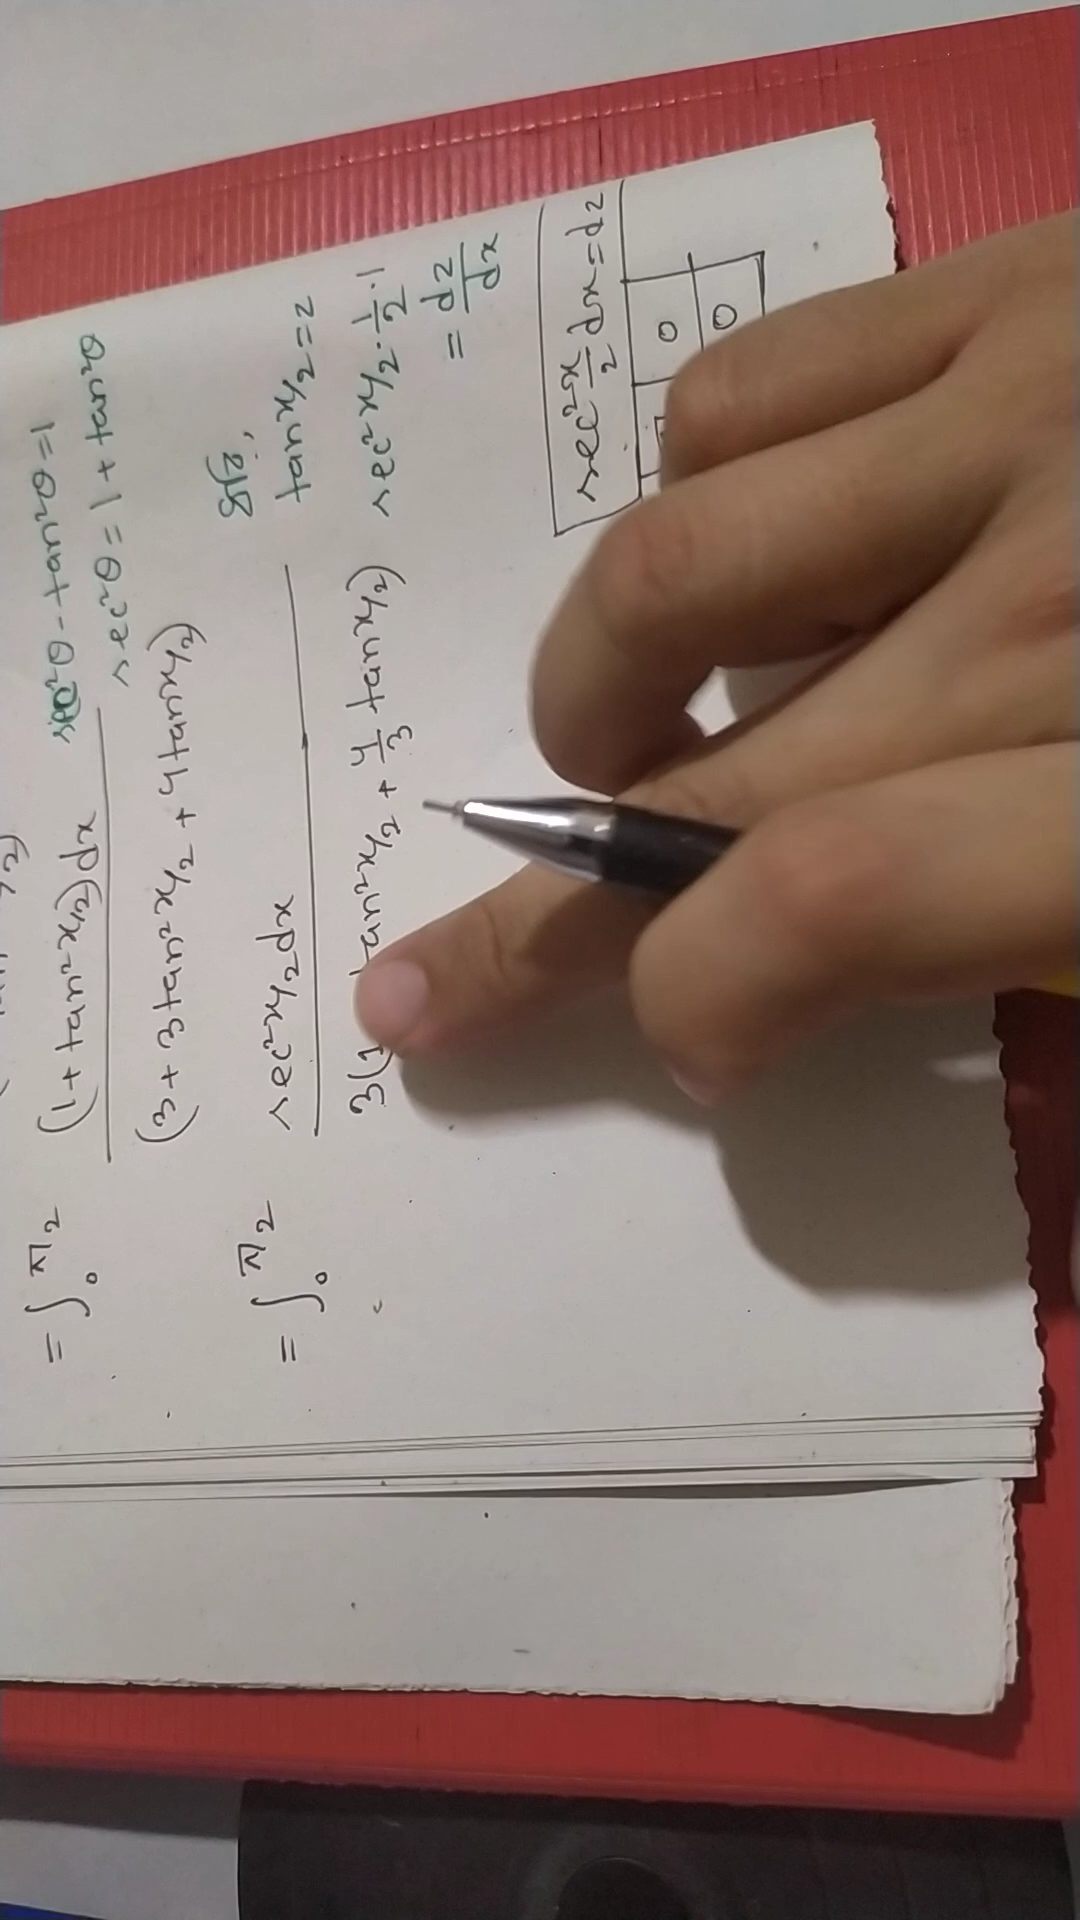 = ∫₀^π/2 (1 + tan² x/2) dx / (3 + 3tan² x/2 + 4 tan x/2)
sec²θ - tan²θ = 1
sec²θ = 1 + tan²θ
= ∫₀^π/2 sec² x/2 dx / 3(1 tan² x/2 + 4/3 tan x/2)
ধরি,
tan x/2 = z
sec² x/2 · 1/2 · 1
= dz/dx
sec² x/2 dx = dz
0
0